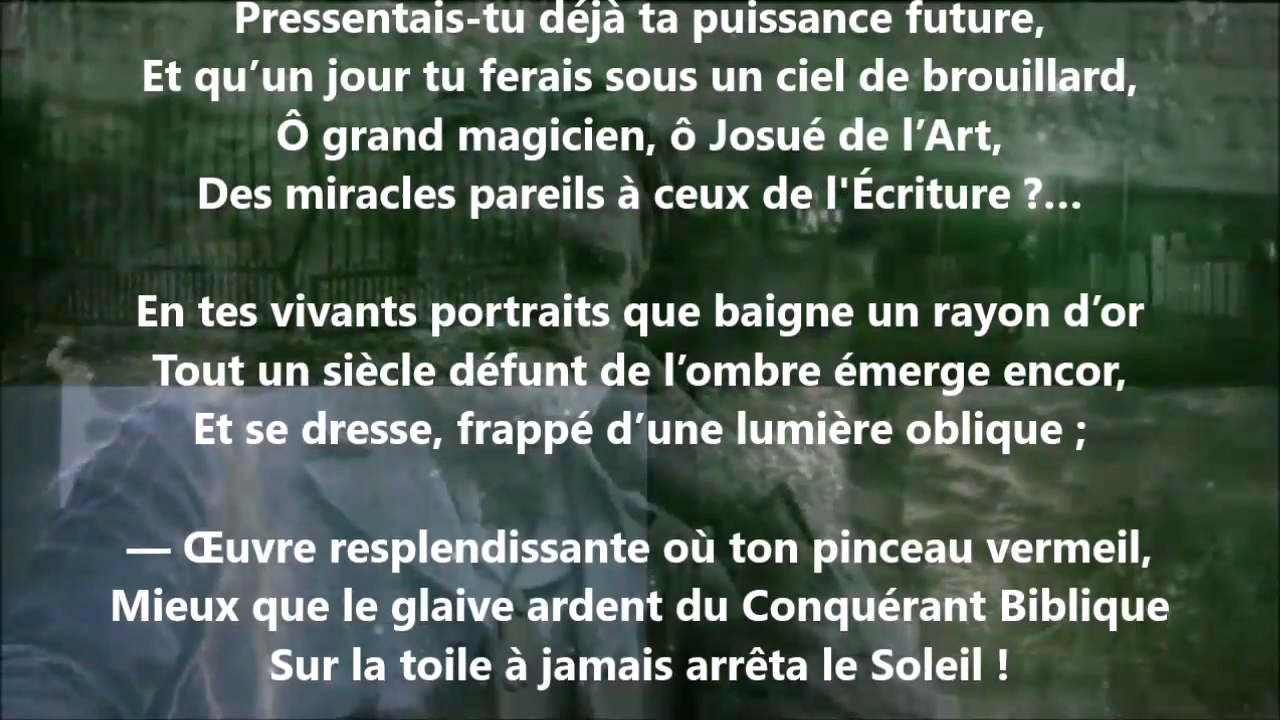 Pressentais-tu déjà ta puissance future,
Et qu’un jour tu ferais sous un ciel de brouillard,
Ô grand magicien, ô Josué de l’Art,
Des miracles pareils à ceux de l'Écriture ?...
En tes vivants portraits que baigne un rayon d’or
Tout un siècle défunt de l’ombre émerge encor,
Et se dresse, frappé d’une lumière oblique ;
— Œuvre resplendissante où ton pinceau vermeil,
Mieux que le glaive ardent du Conquérant Biblique
Sur la toile à jamais arrêta le Soleil !